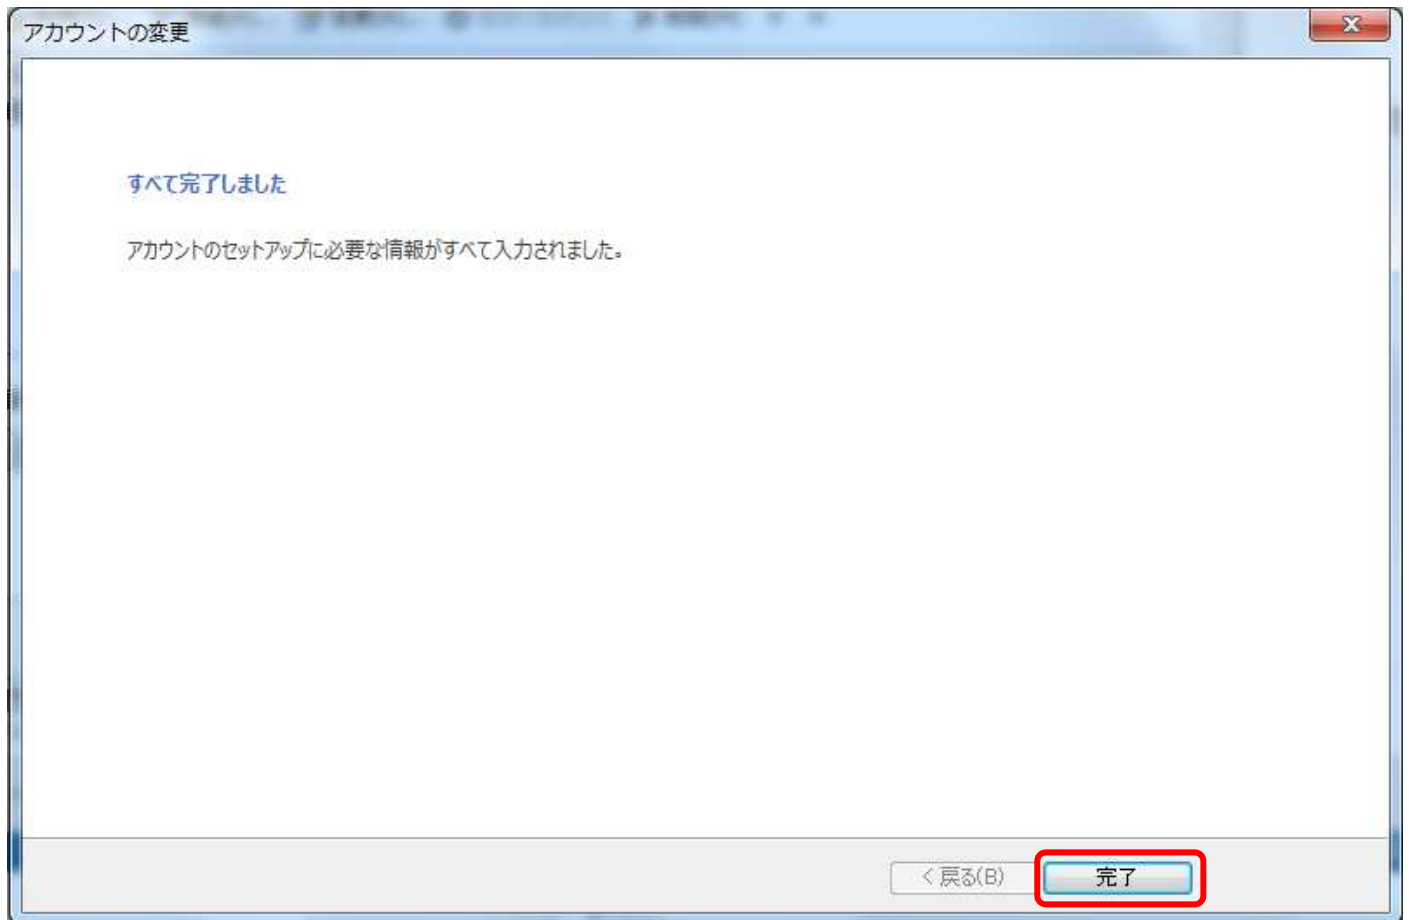 アカウントの変更
すべて完了しました
アカウントのセットアップに必要な情報がすべて入力されました。
< 戻る(B)
完了